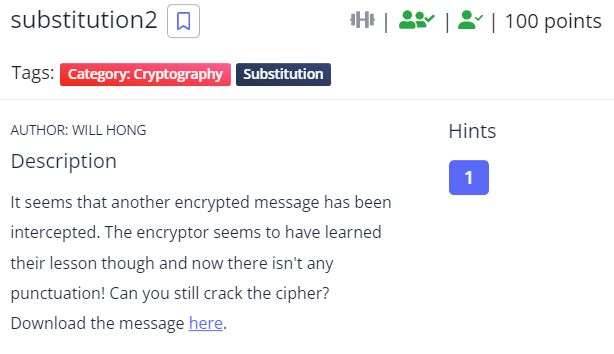 substitution2 | | | 100 points
Tags: Category: Cryptography Substitution
AUTHOR: WILL HONG
Description
It seems that another encrypted message has been
intercepted. The encryptor seems to have learned
their lesson though and now there isn't any
punctuation! Can you still crack the cipher?
Download the message here.
Hints
1